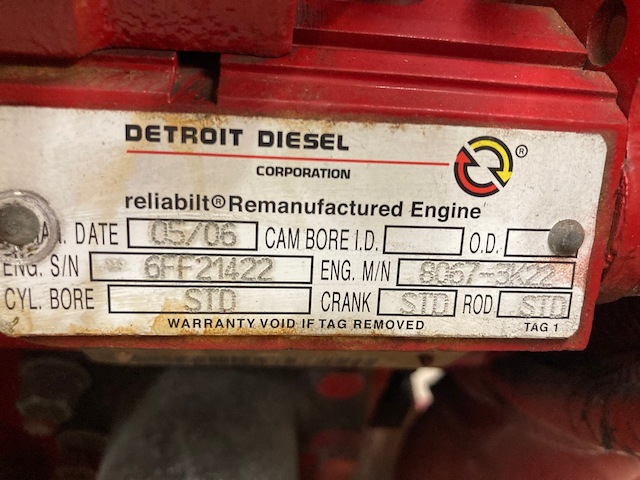 DETROIT DIESEL
CORPORATION
®
reliabilt® Remanufactured Engine
DATE 05/06 CAM BORE I.D. O.D.
ENG. S/N 6FF21422 ENG. M/N 8067-3K22
CYL. BORE STD CRANK STD ROD STD
WARRANTY VOID IF TAG REMOVED TAG 1